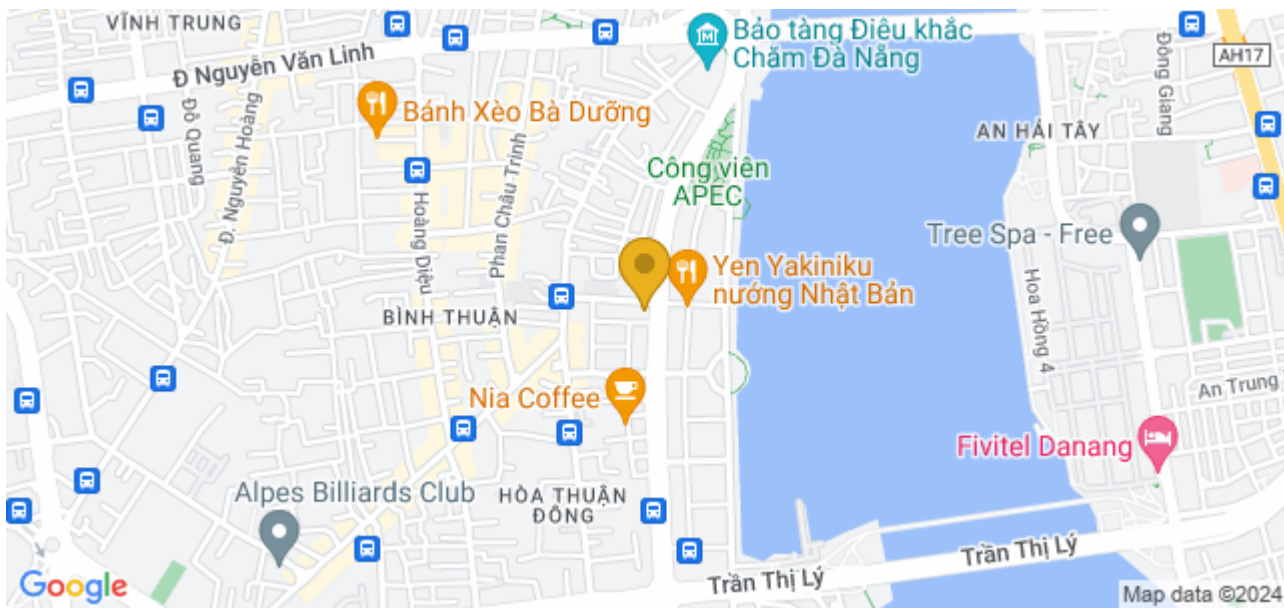 VĨNH TRUNG
Đ Nguyễn Văn Linh
Đỗ Quang
Đ. Nguyễn Hoàng
Bánh Xèo Bà Dưỡng
Hoàng Diệu
Phan Châu Trinh
Bảo tàng Điêu khắc
Chăm Đà Nẵng
Công viên
APEC
Đông Giang
AH17
AN HẢI TÂY
Tree Spa - Free
Hoa Hồng 4
Yen Yakiniku
nướng Nhật Bản
BÌNH THUẬN
Nia Coffee
An Trung
Fivitel Danang
Alpes Billiards Club
HÒA THUẬN
ĐÔNG
Trần Thị Lý
Trần Thị Lý
Google
Map data ©2024